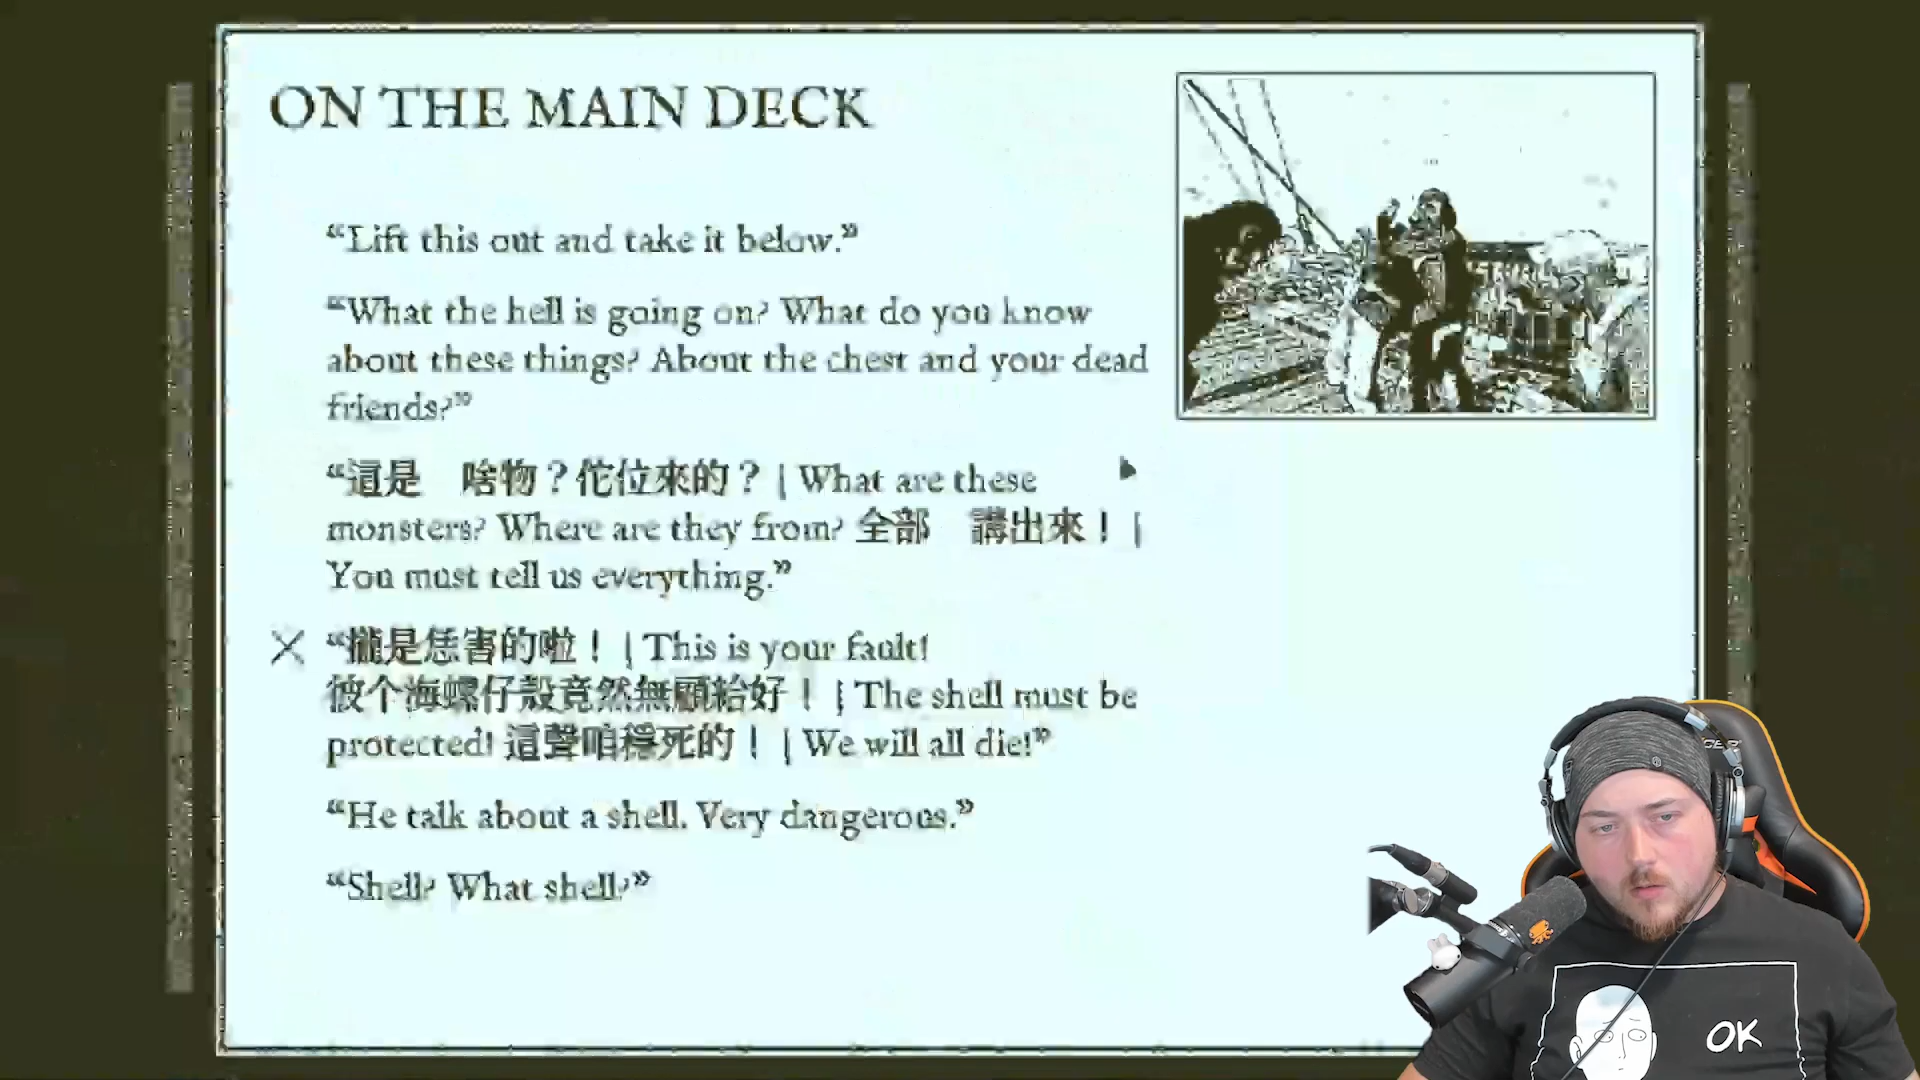 ON THE MAIN DECK
“Lift this out and take it below.”
“What the hell is going on? What do you know
about these things? About the chest and your dead
friends?”
“這是 啥物？佗位來的？ | What are these
monsters? Where are they from? 全部 講出來！ |
You must tell us everything.”
“攏是恁害的啦！ | This is your fault!
彼个海螺仔殼竟然無顧給好！ | The shell must be
protected! 這聲咱穩死的！ | We will all die!”
“He talk about a shell. Very dangerous.”
“Shell? What shell?”
OK